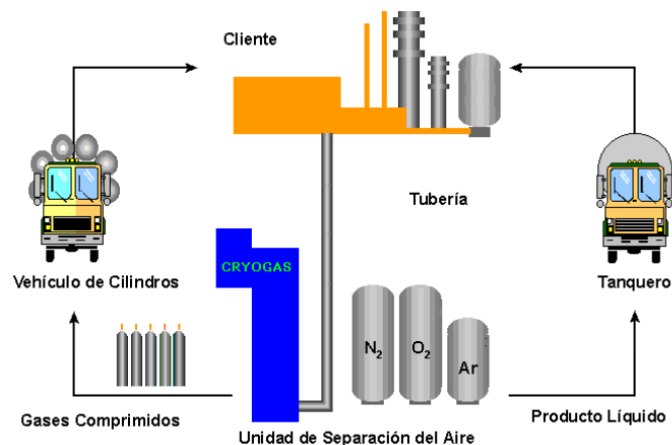 Cliente
Tubería
CRYOGAS
Vehículo de Cilindros
Tanquero
N₂
O₂
Ar
Gases Comprimidos
Producto Líquido
Unidad de Separación del Aire